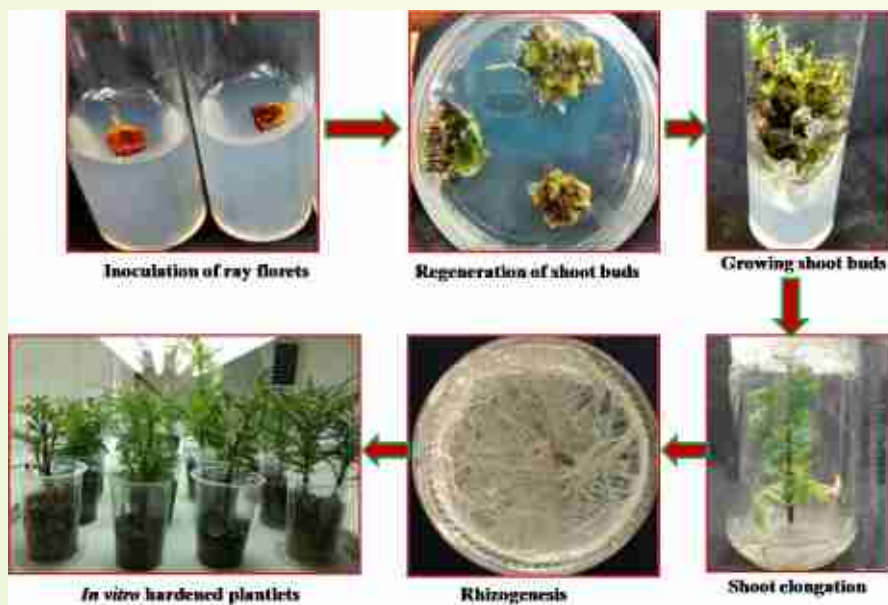 Inoculation of ray florets
Regeneration of shoot buds
Growing shoot buds
Shoot elongation
Rhizogenesis
In vitro hardened plantlets